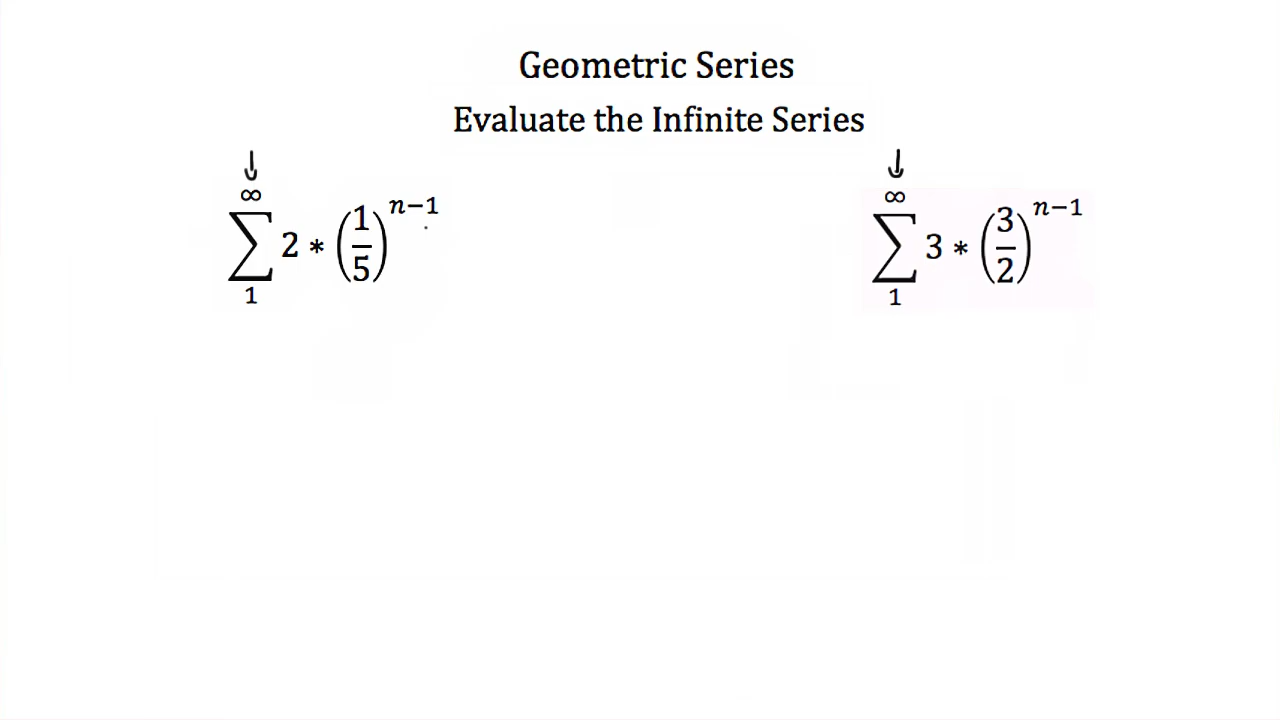 Geometric Series
Evaluate the Infinite Series
∞
∑ 2 * (1/5)^{n−1}
1
∞
∑ 3 * (3/2)^{n−1}
1